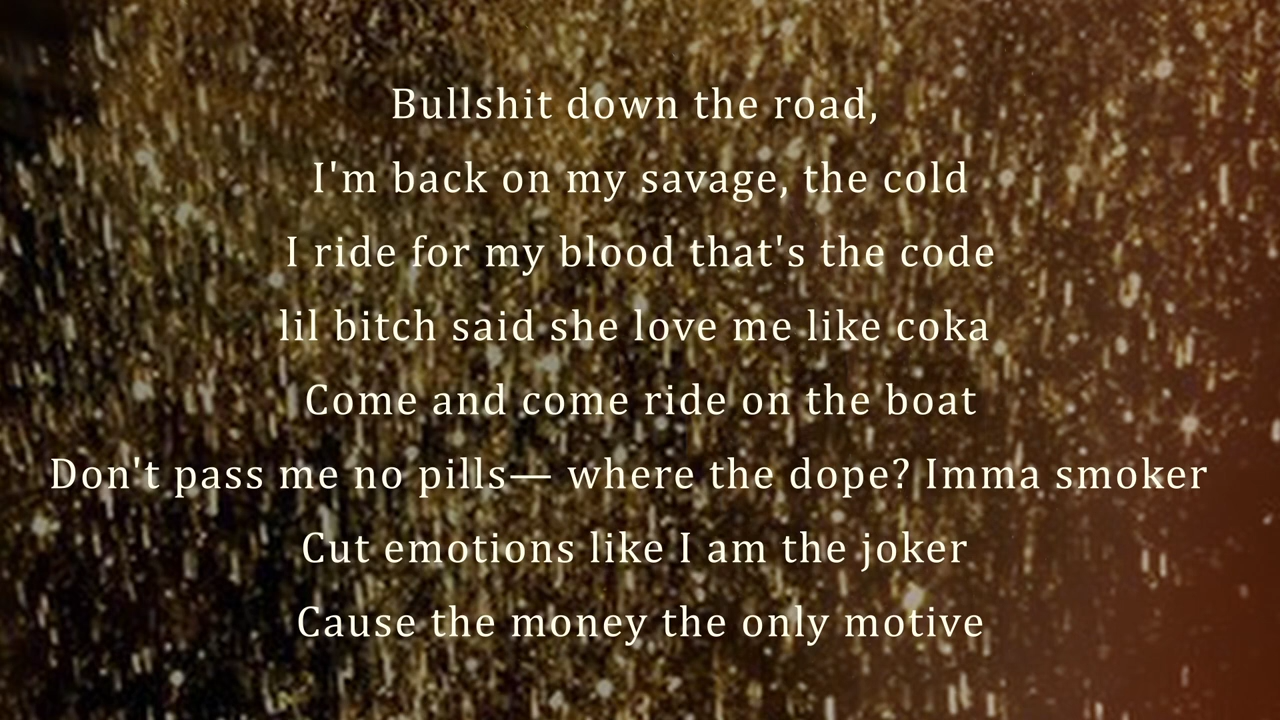 Bullshit down the road,
I'm back on my savage, the cold
I ride for my blood that's the code
lil bitch said she love me like coka
Come and come ride on the boat
Don't pass me no pills— where the dope? Imma smoker
Cut emotions like I am the joker
Cause the money the only motive